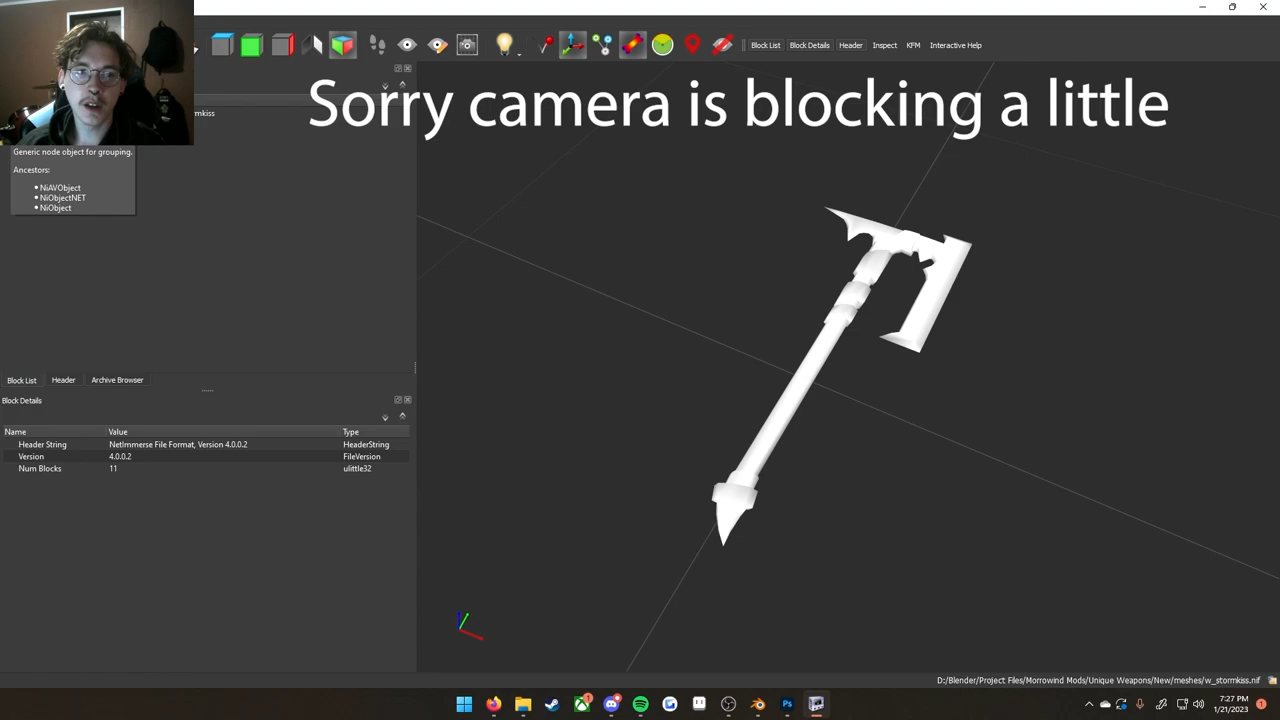 Block List
Block Details
Header
Inspect
KFM
Interactive Help
Sorry camera is blocking a little
mkiss
Generic node object for grouping.
Ancestors:
• NiAVObject
• NiObjectNET
• NiObject
Block List
Header
Archive Browser
Block Details
Name Value Type
Header String NetImmerse File Format, Version 4.0.0.2 HeaderString
Version 4.0.0.2 FileVersion
Num Blocks 11 ulittle32
D:/Blender/Project Files/Morrowind Mods/Unique Weapons/New/meshes/w_stormkiss.nif
7:27 PM
1/21/2023